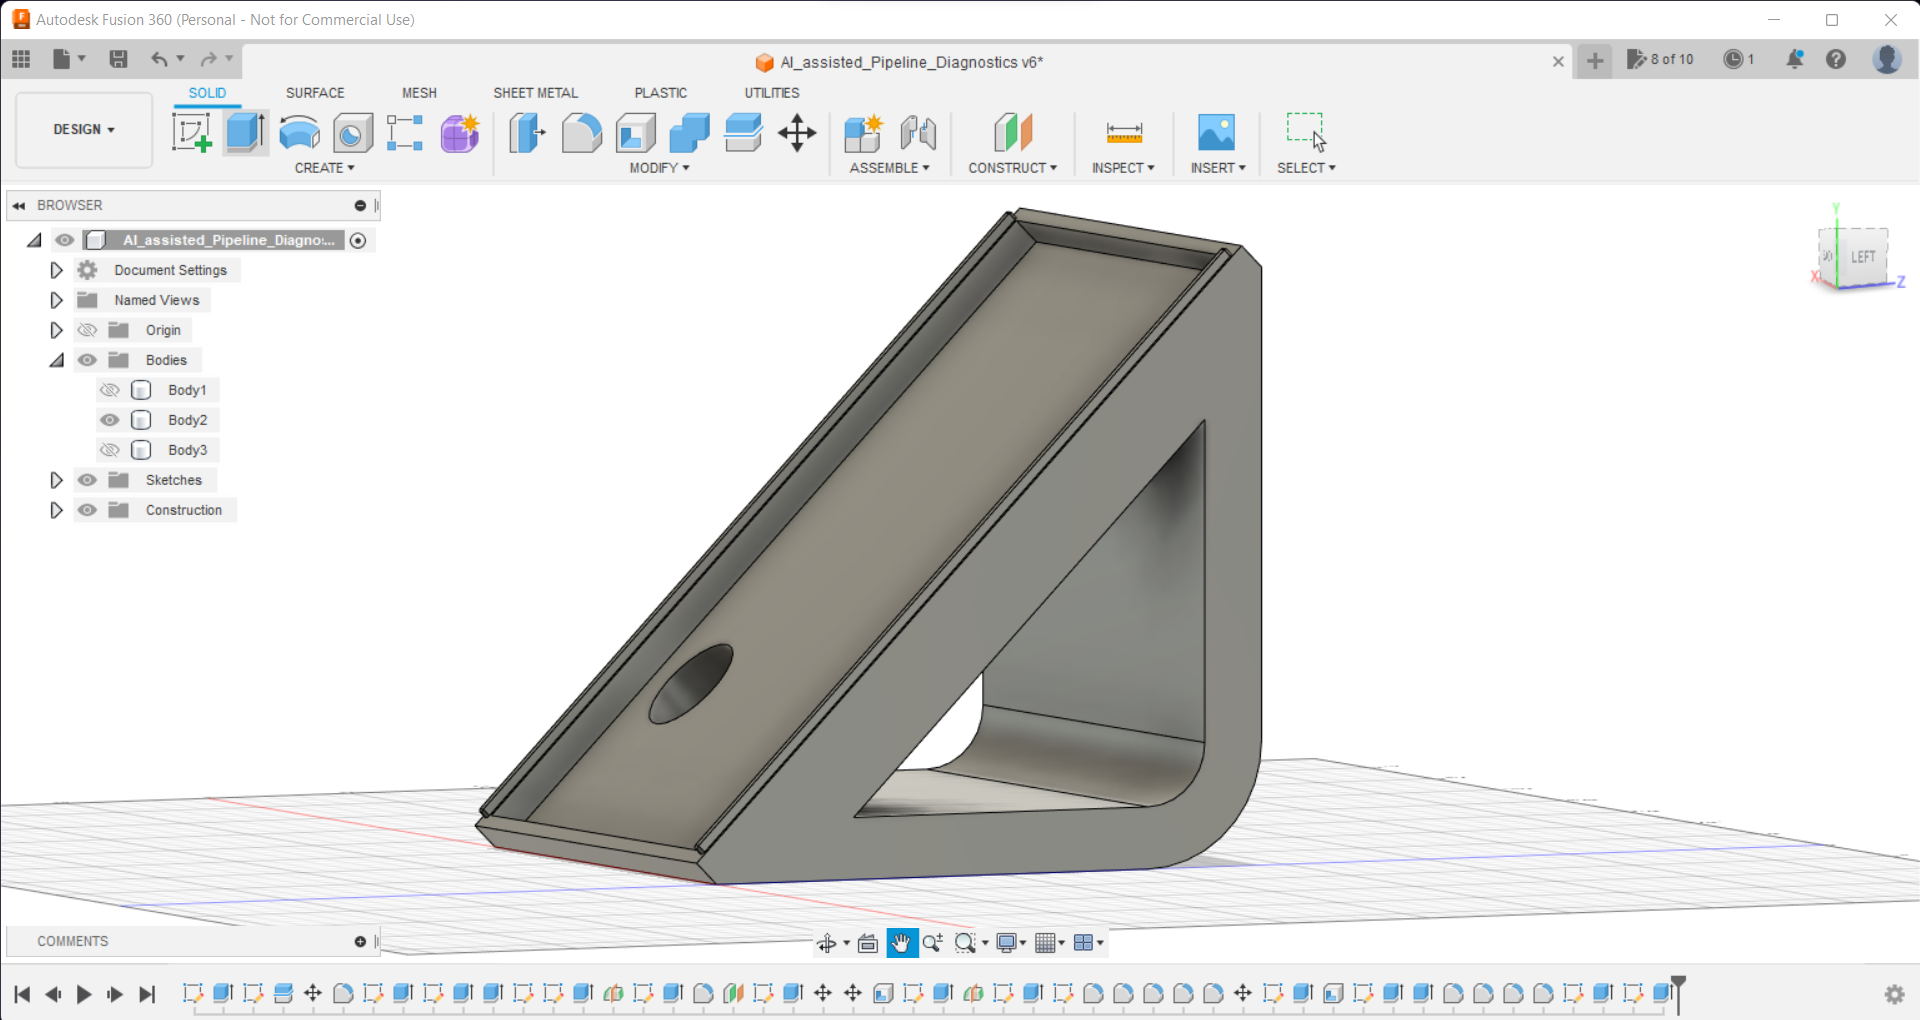 Autodesk Fusion 360 (Personal - Not for Commercial Use)
AI_assisted_Pipeline_Diagnostics v6*
8 of 10
1
DESIGN
SOLID
SURFACE
MESH
SHEET METAL
PLASTIC
UTILITIES
CREATE
MODIFY
ASSEMBLE
CONSTRUCT
INSPECT
INSERT
SELECT
BROWSER
AI_assisted_Pipeline_Diagno...
Document Settings
Named Views
Origin
Bodies
Body1
Body2
Body3
Sketches
Construction
Y
LEFT
X
Z
COMMENTS